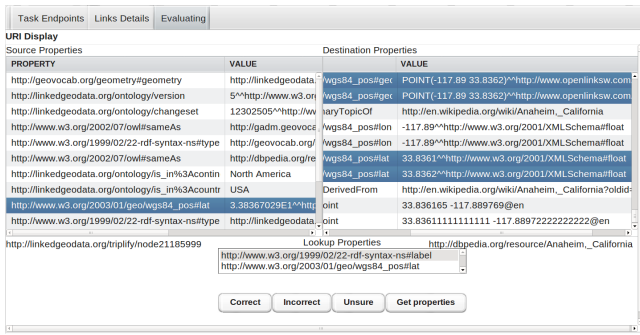 Task Endpoints Links Details Evaluating
URI Display
Source Properties Destination Properties
PROPERTY VALUE VALUE
http://geovocab.org/geometry#geometry http://linkedgeodata. /wgs84_pos#geo POINT(-117.89 33.8362)^^http://www.openlinksw.com
http://linkedgeodata.org/ontology/version 5^^http://www.w3.org /wgs84_pos#geo POINT(-117.89 33.8362)^^http://www.openlinksw.com
http://linkedgeodata.org/ontology/changeset 12302505^^http://ww naryTopicOf http://en.wikipedia.org/wiki/Anaheim,_California
http://www.w3.org/2002/07/owl#sameAs http://gadm.geovoca /wgs84_pos#lon -117.89^^http://www.w3.org/2001/XMLSchema#float
http://www.w3.org/1999/02/22-rdf-syntax-ns#type http://geovocab.org/ /wgs84_pos#lon -117.89^^http://www.w3.org/2001/XMLSchema#float
http://www.w3.org/2002/07/owl#sameAs http://dbpedia.org/re /wgs84_pos#lat 33.8361^^http://www.w3.org/2001/XMLSchema#float
http://linkedgeodata.org/ontology/is_in%3Acontin North America /wgs84_pos#lat 33.8362^^http://www.w3.org/2001/XMLSchema#float
http://linkedgeodata.org/ontology/is_in%3Acountr USA DerivedFrom http://en.wikipedia.org/wiki/Anaheim,_California?oldid=
http://www.w3.org/2003/01/geo/wgs84_pos#lat 3.38367029E1^^http oint 33.836165 -117.889769@en
http://www.w3.org/1999/02/22-rdf-syntax-ns#type http://linkedgeodata. oint 33.83611111111111 -117.88972222222222@en
http://linkedgeodata.org/triplify/node21185999 Lookup Properties http://dbpedia.org/resource/Anaheim,_California
http://www.w3.org/1999/02/22-rdf-syntax-ns#label
http://www.w3.org/2003/01/geo/wgs84_pos#lat
Correct Incorrect Unsure Get properties